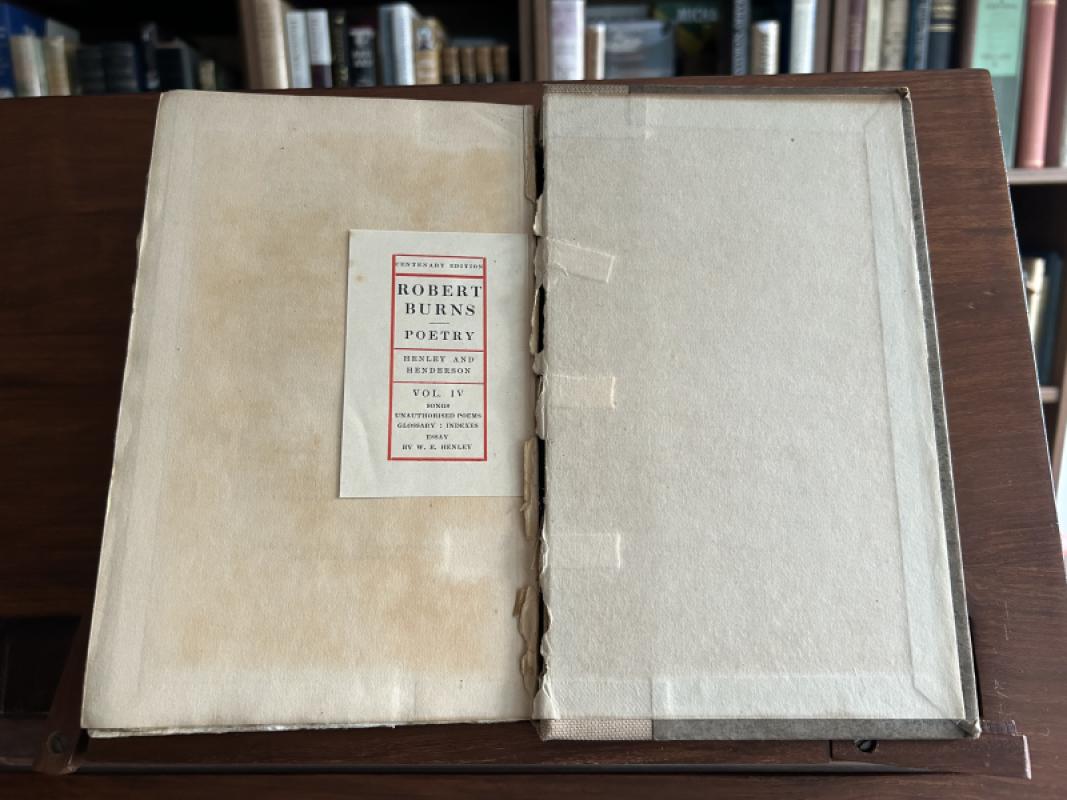 CENTENARY EDITION
ROBERT
BURNS
POETRY
HENLEY AND
HENDERSON
VOL. IV
SONGS
UNAUTHORISED POEMS
GLOSSARY : INDEXES
ESSAY
BY W. E. HENLEY